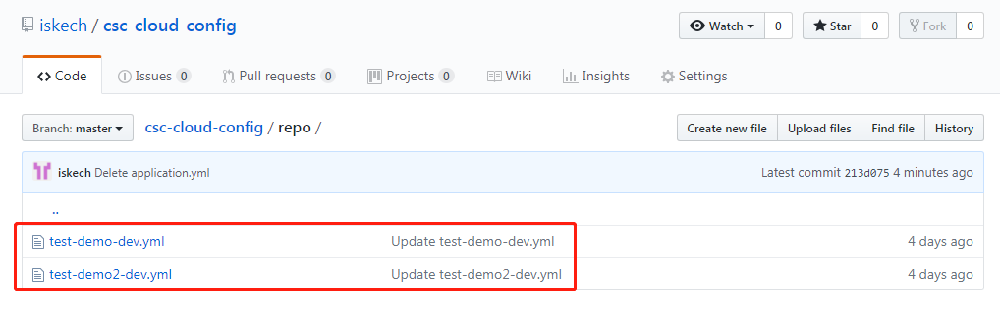 iskech / csc-cloud-config
Watch 0
Star 0
Fork 0
Code
Issues 0
Pull requests 0
Projects 0
Wiki
Insights
Settings
Branch: master
csc-cloud-config / repo /
Create new file
Upload files
Find file
History
iskech Delete application.yml
Latest commit 213d075 4 minutes ago
..
test-demo-dev.yml Update test-demo-dev.yml 4 days ago
test-demo2-dev.yml Update test-demo2-dev.yml 4 days ago